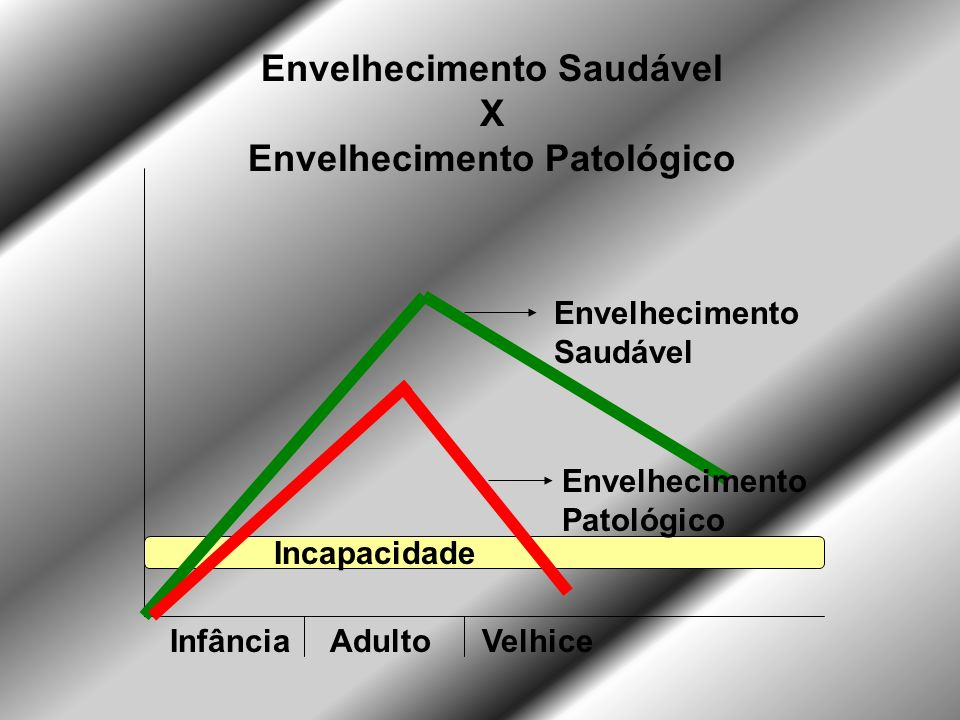 Envelhecimento Saudável
X
Envelhecimento Patológico
Envelhecimento
Saudável
Envelhecimento
Patológico
Incapacidade
Infância Adulto Velhice